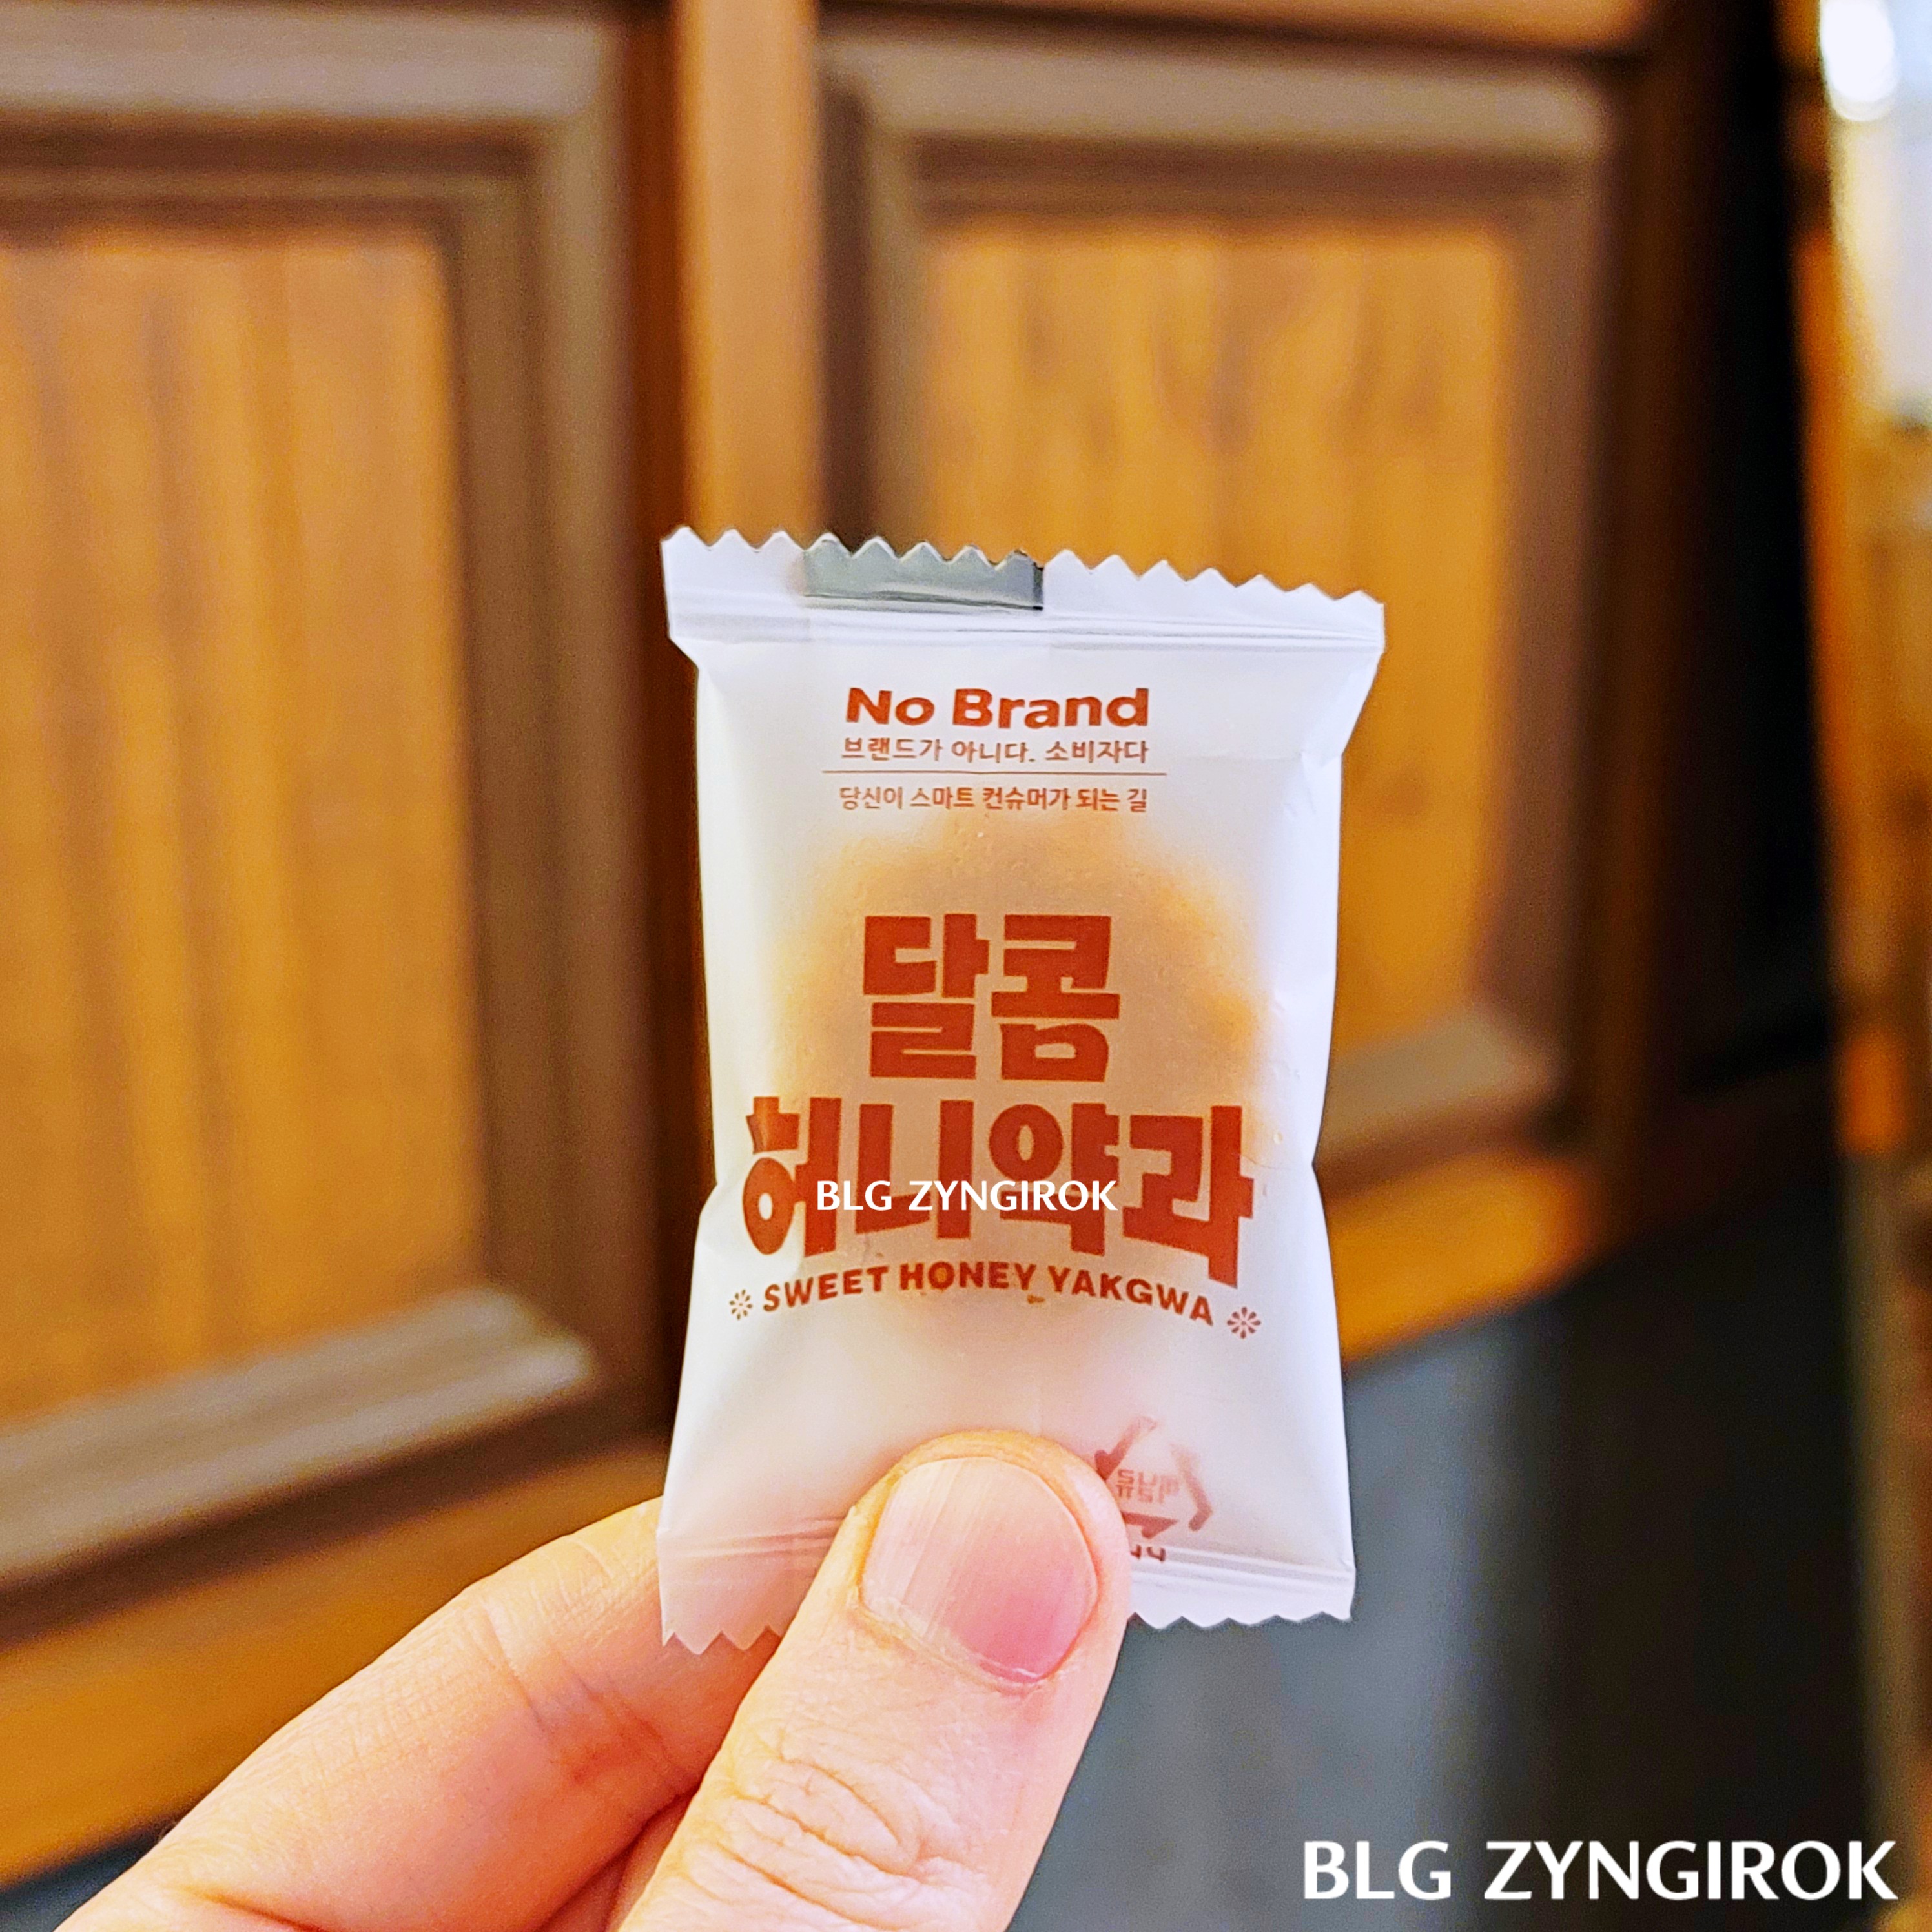 No Brand
브랜드가 아니다. 소비자다
당신이 스마트 컨슈머가 되는 길
달콤
허니약과
BLG ZYNGIROK
SWEET HONEY YAKGWA
BLG ZYNGIROK